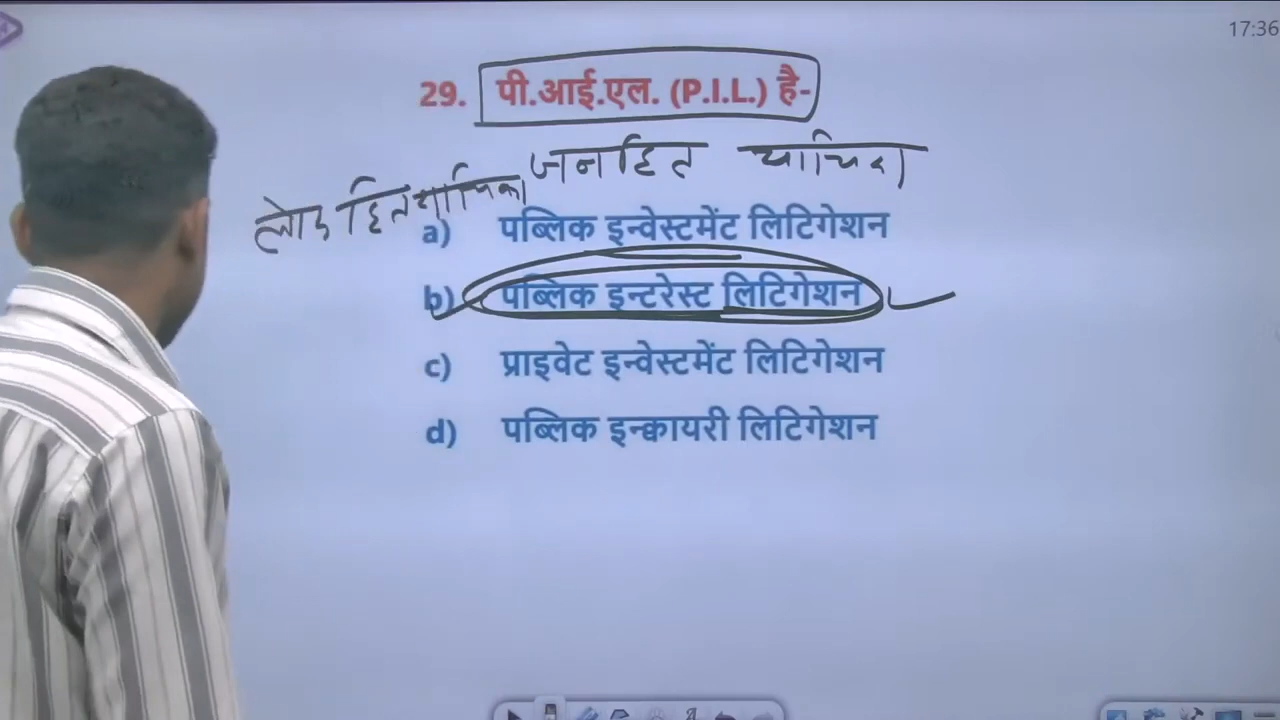 17:36
29. पी.आई.एल. (P.I.L.) है-
जनहित याचिका
लोकहित याचिका
a) पब्लिक इन्वेस्टमेंट लिटिगेशन
b) पब्लिक इन्टरेस्ट लिटिगेशन
c) प्राइवेट इन्वेस्टमेंट लिटिगेशन
d) पब्लिक इन्क्वायरी लिटिगेशन